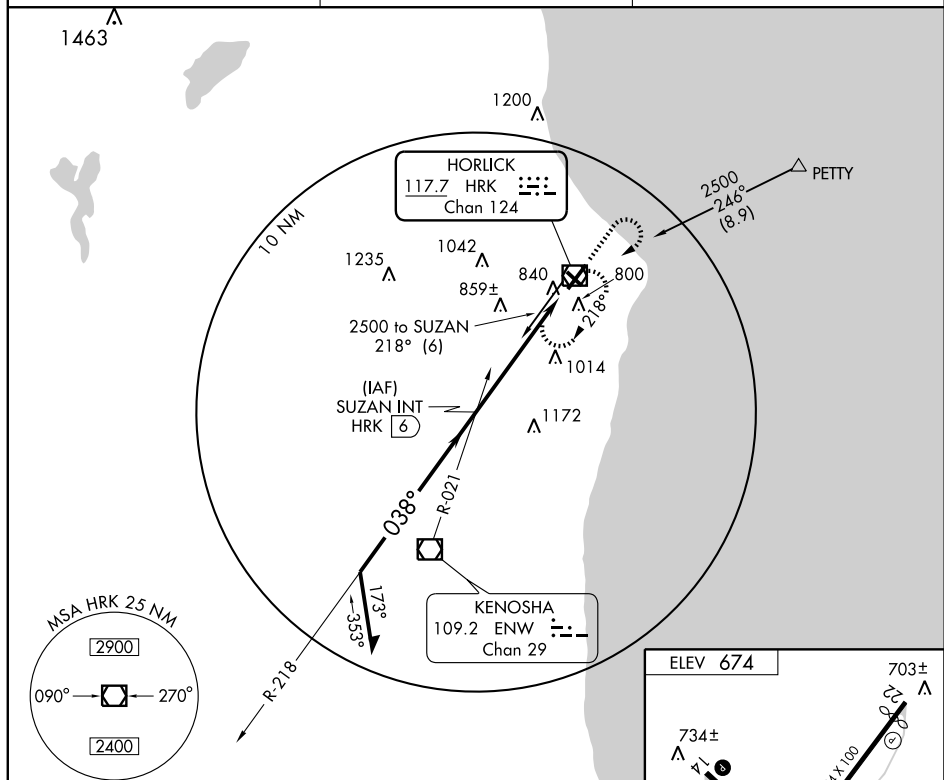 1463
1200
HORLICK
117.7 HRK
Chan 124
2500
246°
(8.9)
PETTY
10 NM
1235
1042
859±
840
800
218°
2500 to SUZAN
218° (6)
1014
(IAF)
SUZAN INT
HRK 6
1172
R-021
038°
173°
353°
R-218
KENOSHA
109.2 ENW
Chan 29
MSA HRK 25 NM
2900
090° 270°
2400
ELEV 674
703±
22
P
734±
14
P
4 X 100